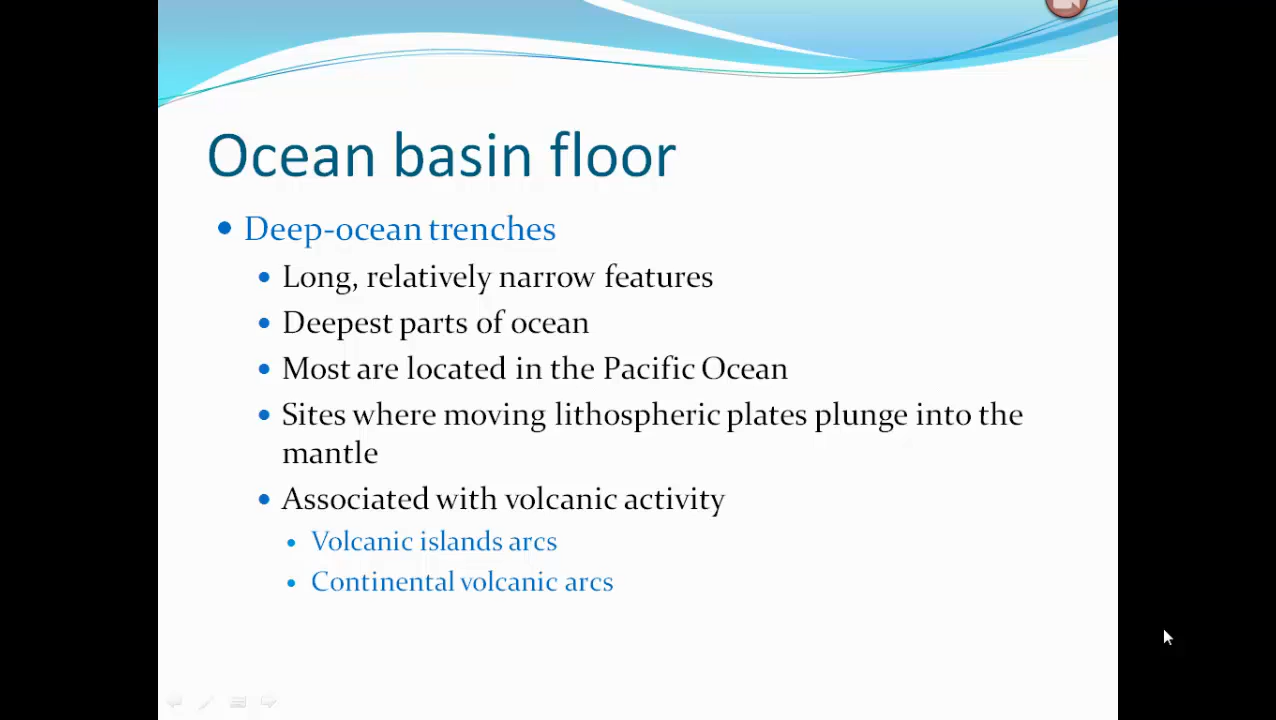 Ocean basin floor
• Deep-ocean trenches
• Long, relatively narrow features
• Deepest parts of ocean
• Most are located in the Pacific Ocean
• Sites where moving lithospheric plates plunge into the
mantle
• Associated with volcanic activity
• Volcanic islands arcs
• Continental volcanic arcs